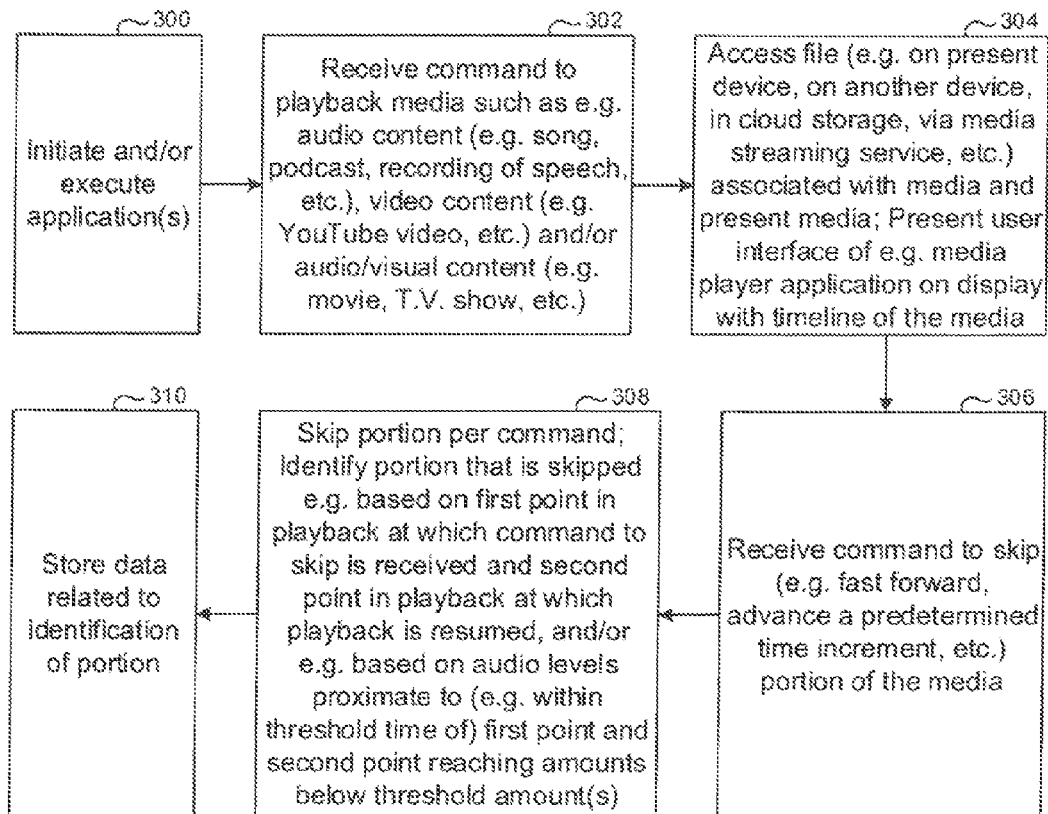 300
Initiate and/or
execute
application(s)
302
Receive command to
playback media such as e.g.
audio content (e.g. song,
podcast, recording of speech,
etc.), video content (e.g.
YouTube video, etc.) and/or
audio/visual content (e.g.
movie, T.V. show, etc.)
304
Access file (e.g. on present
device, on another device,
in cloud storage, via media
streaming service, etc.)
associated with media and
present media; Present user
interface of e.g. media
player application on display
with timeline of the media
306
Receive command to skip
(e.g. fast forward,
advance a predetermined
time increment, etc.)
portion of the media
308
Skip portion per command;
Identify portion that is skipped
e.g. based on first point in
playback at which command to
skip is received and second
point in playback at which
playback is resumed, and/or
e.g. based on audio levels
proximate to (e.g. within
threshold time of) first point and
second point reaching amounts
below threshold amount(s)
310
Store data
related to
identification
of portion